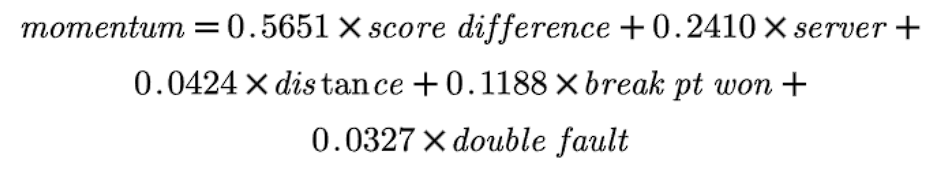 momentum = 0.5651 × score difference + 0.2410 × server +
0.0424 × distance + 0.1188 × break pt won +
0.0327 × double fault